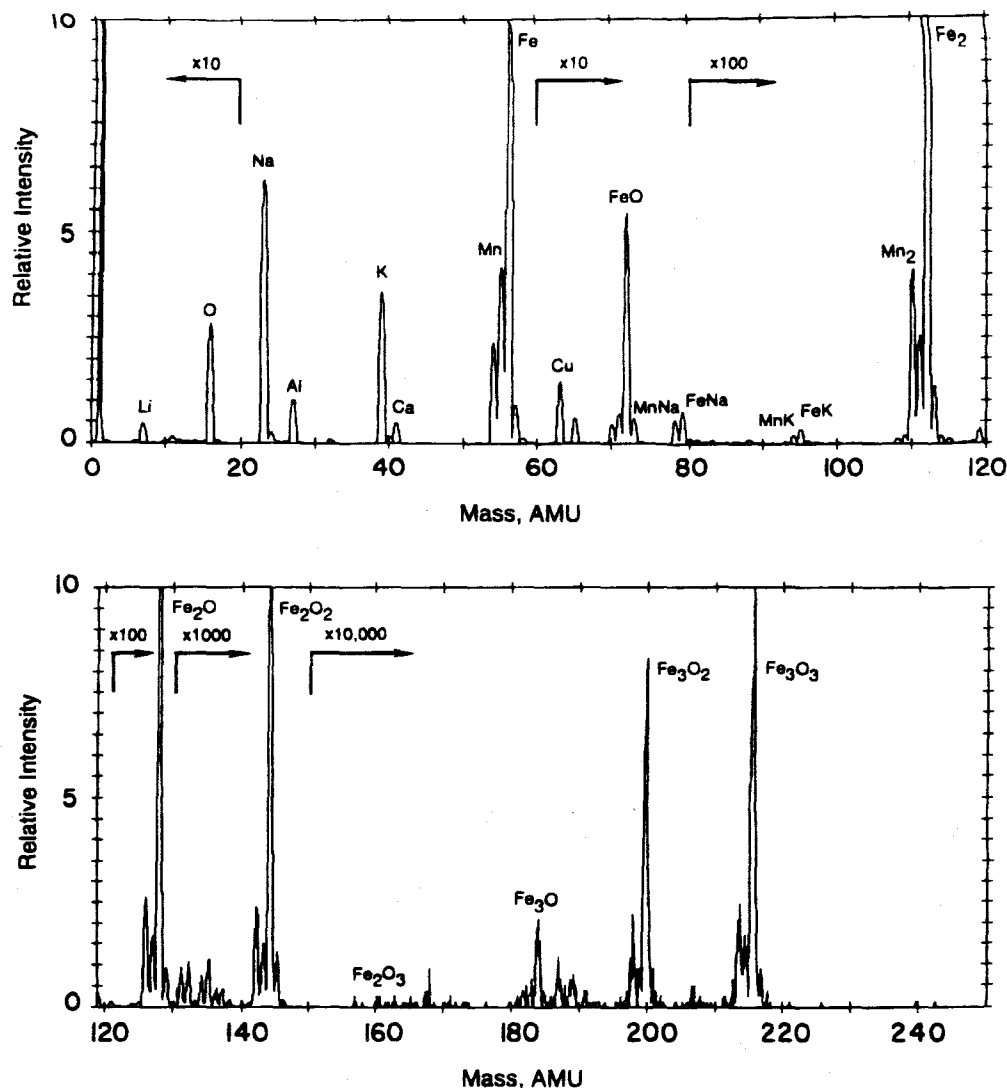 10
Fe
Fe2
x10
x10
x100
Na
FeO
5
Mn
Mn2
K
O
Cu
Al
Li
Ca
MnNa
FeNa
MnK
FeK
0
0 20 40 60 80 100 120
Relative Intensity
Mass, AMU
10
Fe2O
Fe2O2
x100
x1000
x10,000
Fe3O2
Fe3O3
5
Fe3O
Fe2O3
0
120 140 160 180 200 220 240
Relative Intensity
Mass, AMU